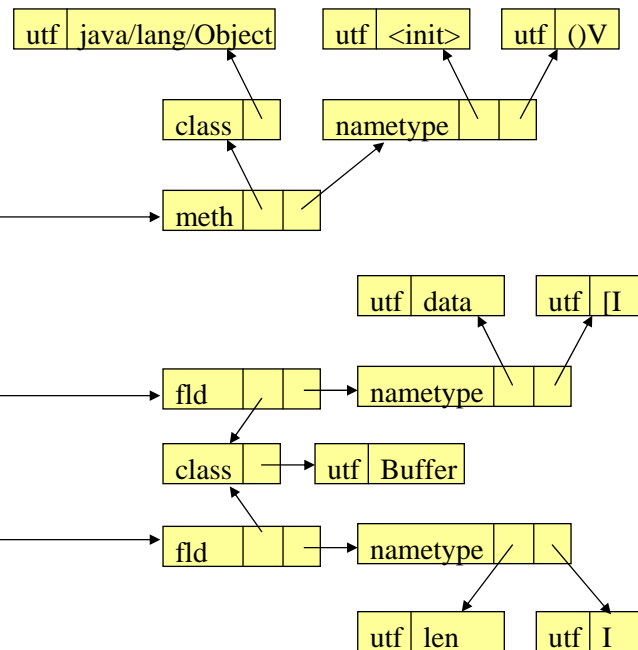 utf java/lang/Object utf <init> utf ()V
class nametype
meth
utf data utf [I
fld nametype
class utf Buffer
fld nametype
utf len utf I